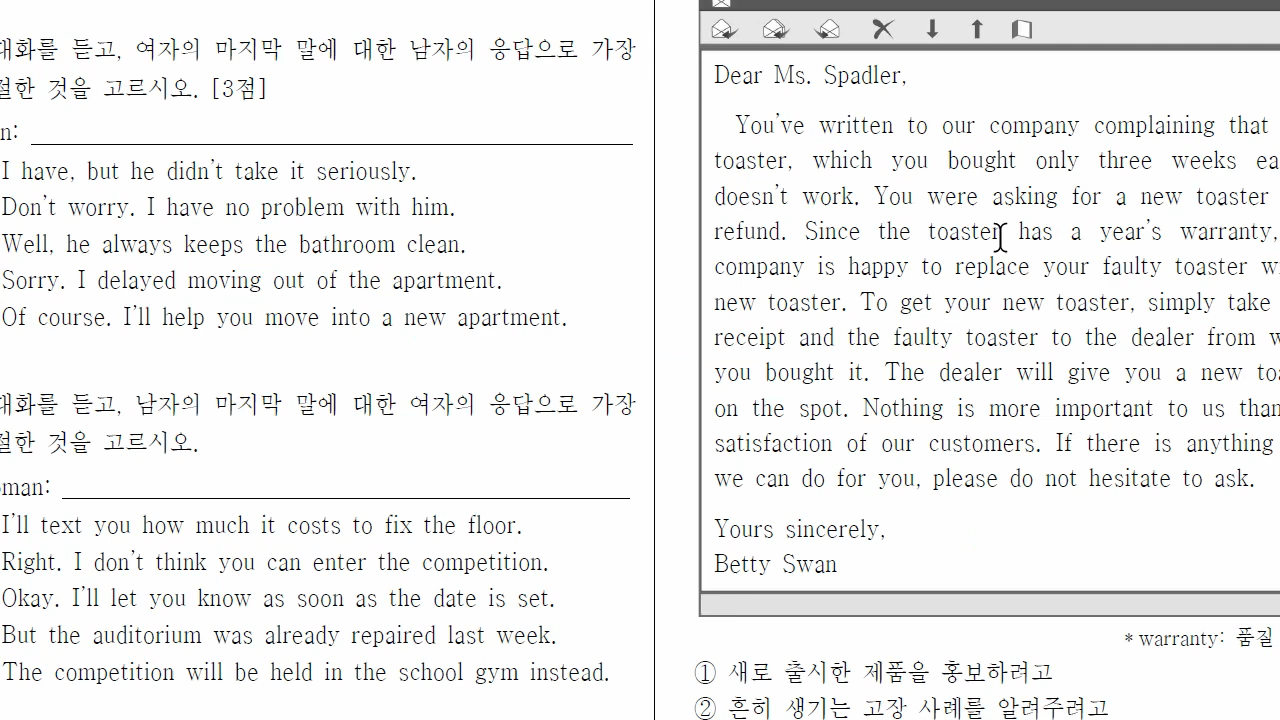 대화를 듣고, 여자의 마지막 말에 대한 남자의 응답으로 가장
절한 것을 고르시오. [3점]
n:
I have, but he didn't take it seriously.
Don't worry. I have no problem with him.
Well, he always keeps the bathroom clean.
Sorry. I delayed moving out of the apartment.
Of course. I'll help you move into a new apartment.
대화를 듣고, 남자의 마지막 말에 대한 여자의 응답으로 가장
절한 것을 고르시오.
man:
I'll text you how much it costs to fix the floor.
Right. I don't think you can enter the competition.
Okay. I'll let you know as soon as the date is set.
But the auditorium was already repaired last week.
The competition will be held in the school gym instead.
Dear Ms. Spadler,
You've written to our company complaining that
toaster, which you bought only three weeks ea
doesn't work. You were asking for a new toaster
refund. Since the toaster has a year's warranty,
company is happy to replace your faulty toaster wi
new toaster. To get your new toaster, simply take
receipt and the faulty toaster to the dealer from w
you bought it. The dealer will give you a new toa
on the spot. Nothing is more important to us than
satisfaction of our customers. If there is anything
we can do for you, please do not hesitate to ask.
Yours sincerely,
Betty Swan
* warranty: 품질
① 새로 출시한 제품을 홍보하려고
② 흔히 생기는 고장 사례를 알려주려고